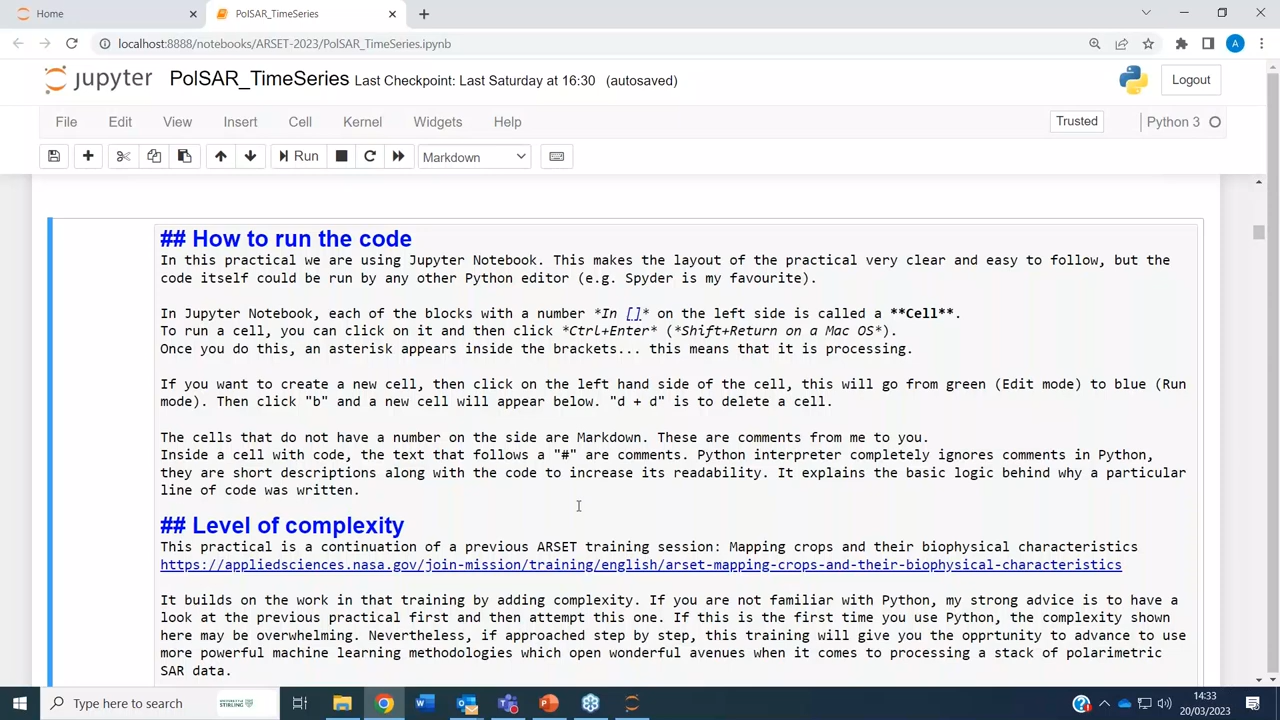 Home
PolSAR_TimeSeries
localhost:8888/notebooks/ARSET-2023/PolSAR_TimeSeries.ipynb
A
jupyter PolSAR_TimeSeries Last Checkpoint: Last Saturday at 16:30 (autosaved)
Logout
File Edit View Insert Cell Kernel Widgets Help
Trusted
Python 3
Run
Markdown
## How to run the code
In this practical we are using Jupyter Notebook. This makes the layout of the practical very clear and easy to follow, but the
code itself could be run by any other Python editor (e.g. Spyder is my favourite).
In Jupyter Notebook, each of the blocks with a number *In []* on the left side is called a **Cell**.
To run a cell, you can click on it and then click *Ctrl+Enter* (*Shift+Return on a Mac OS*).
Once you do this, an asterisk appears inside the brackets... this means that it is processing.
If you want to create a new cell, then click on the left hand side of the cell, this will go from green (Edit mode) to blue (Run
mode). Then click "b" and a new cell will appear below. "d + d" is to delete a cell.
The cells that do not have a number on the side are Markdown. These are comments from me to you.
Inside a cell with code, the text that follows a "#" are comments. Python interpreter completely ignores comments in Python,
they are short descriptions along with the code to increase its readability. It explains the basic logic behind why a particular
line of code was written.
## Level of complexity
This practical is a continuation of a previous ARSET training session: Mapping crops and their biophysical characteristics
https://appliedsciences.nasa.gov/join-mission/training/english/arset-mapping-crops-and-their-biophysical-characteristics
It builds on the work in that training by adding complexity. If you are not familiar with Python, my strong advice is to have a
look at the previous practical first and then attempt this one. If this is the first time you use Python, the complexity shown
here may be overwhelming. Nevertheless, if approached step by step, this training will give you the opprtunity to advance to use
more powerful machine learning methodologies which open wonderful avenues when it comes to processing a stack of polarimetric
SAR data.
Type here to search
14:33
20/03/2023